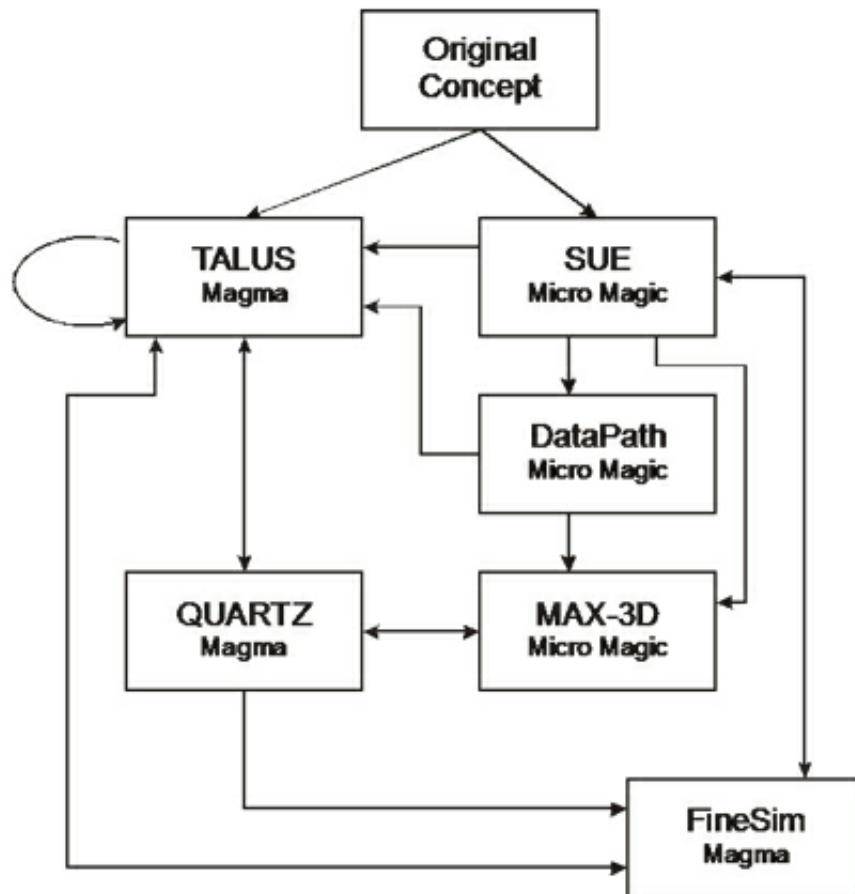 Original
Concept
TALUS
Magma
SUE
Micro Magic
DataPath
Micro Magic
QUARTZ
Magma
MAX-3D
Micro Magic
FineSim
Magma